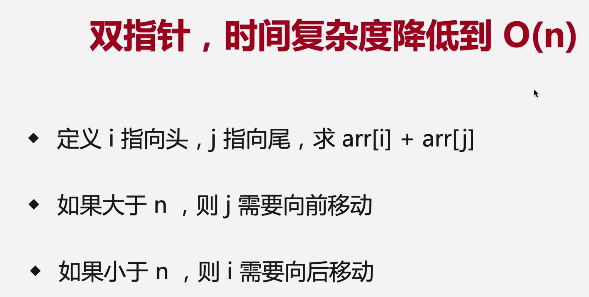 双指针，时间复杂度降低到 O(n)
◆ 定义 i 指向头，j 指向尾，求 arr[i] + arr[j]
◆ 如果大于 n ，则 j 需要向前移动
◆ 如果小于 n ，则 i 需要向后移动